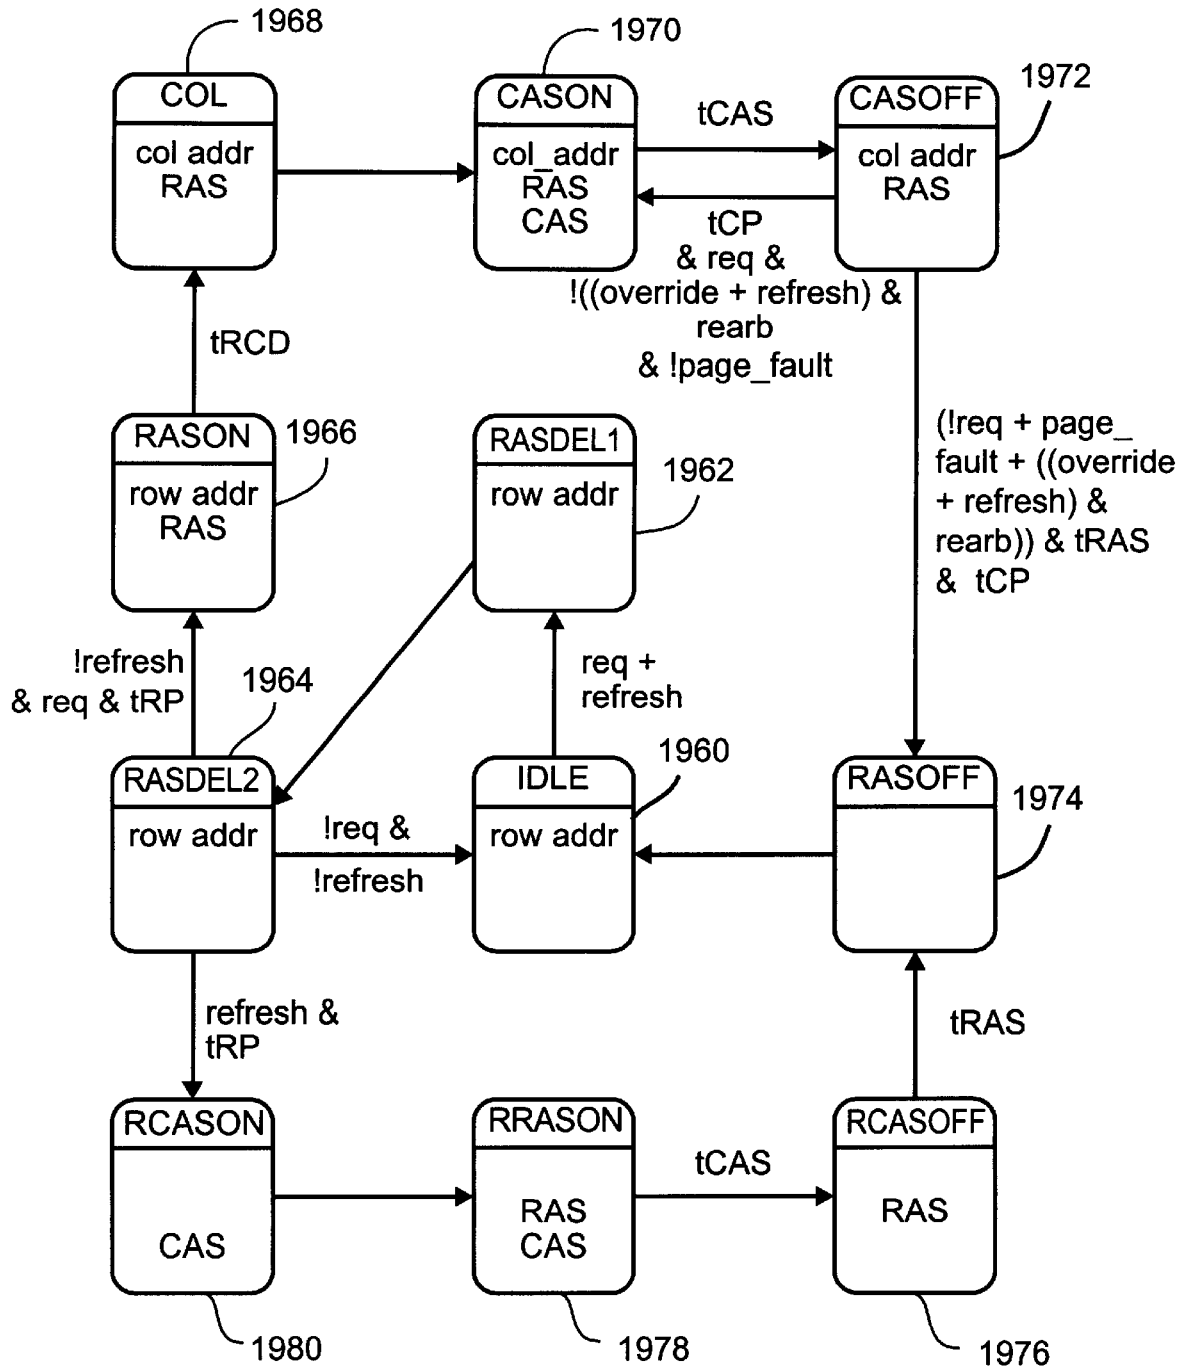 1968
1970
1972
COL
col addr
RAS
CASON
col_addr
RAS
CAS
tCAS
CASOFF
col addr
RAS
tCP
& req &
!((override + refresh) &
rearb
& !page_fault
tRCD
RASON
row addr
RAS
1966
RASDEL1
row addr
1962
(!req + page_
fault + ((override
+ refresh) &
rearb)) & tRAS
& tCP
!refresh
& req & tRP
1964
req +
refresh
1960
RASDEL2
row addr
!req &
!refresh
IDLE
row addr
RASOFF
1974
refresh &
tRP
tRAS
RCASON
CAS
RRASON
RAS
CAS
tCAS
RCASOFF
RAS
1980
1978
1976